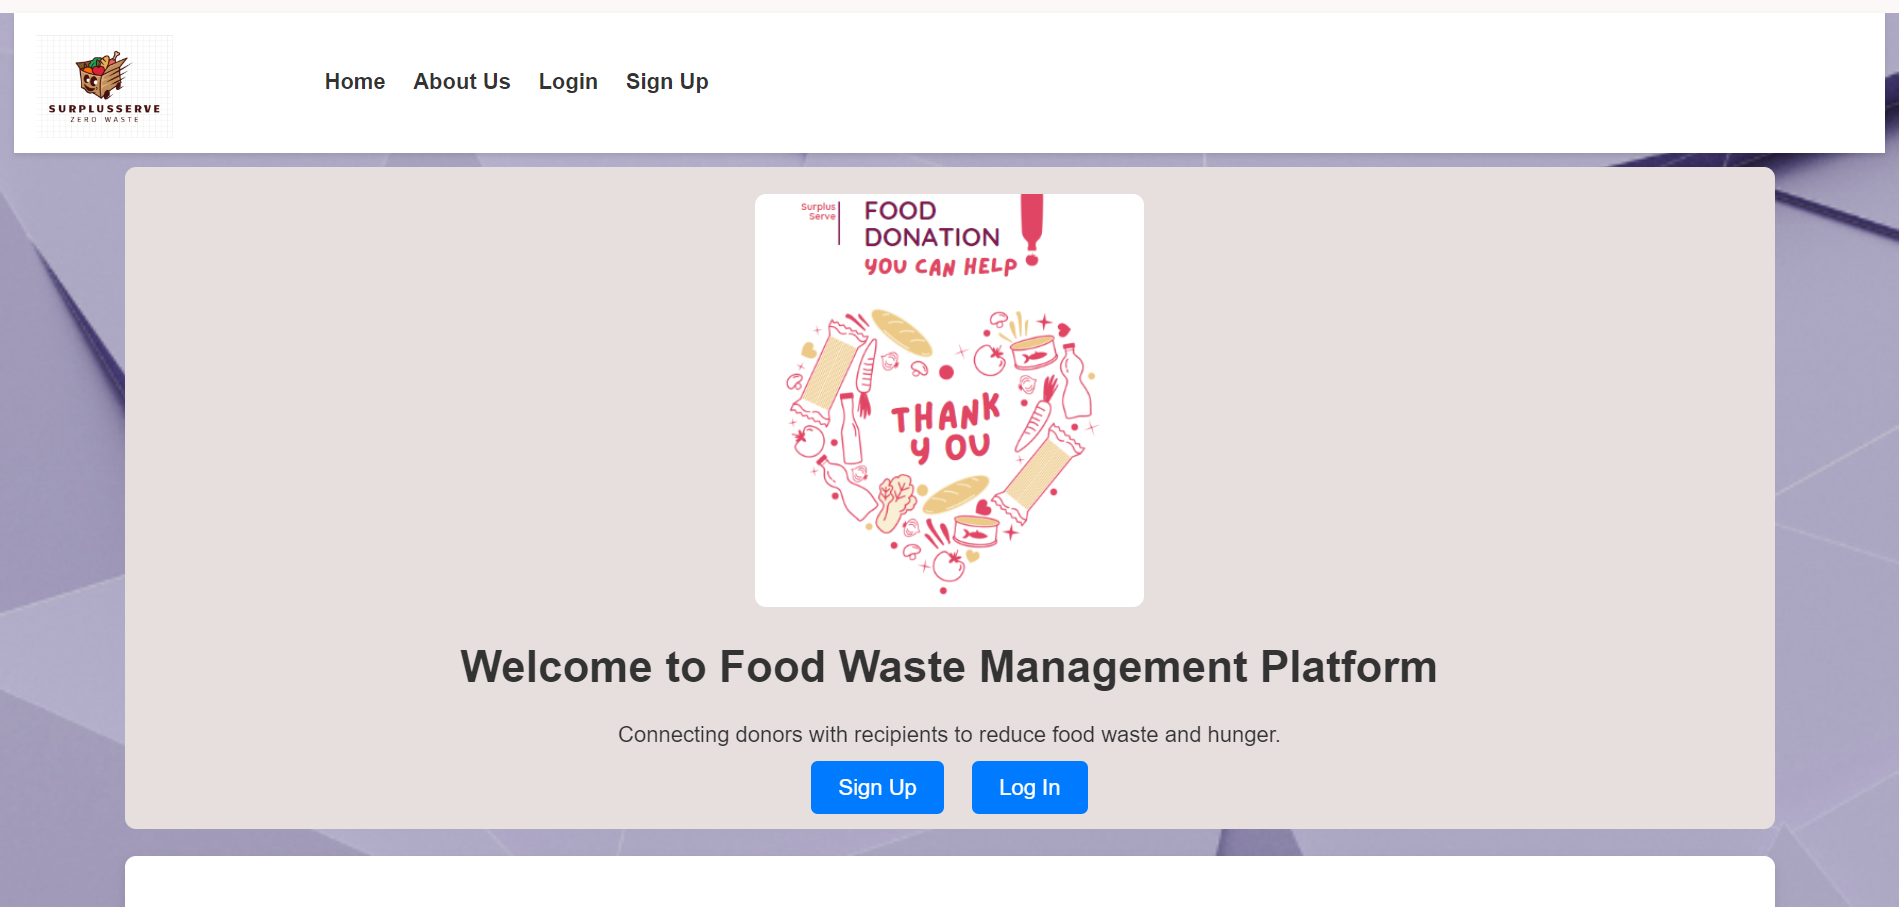 SURPLUSSERVE
ZERO WASTE
Home About Us Login Sign Up
Surplus
Serve
FOOD
DONATION
YOU CAN HELP
THANK
YOU
Welcome to Food Waste Management Platform
Connecting donors with recipients to reduce food waste and hunger.
Sign Up Log In